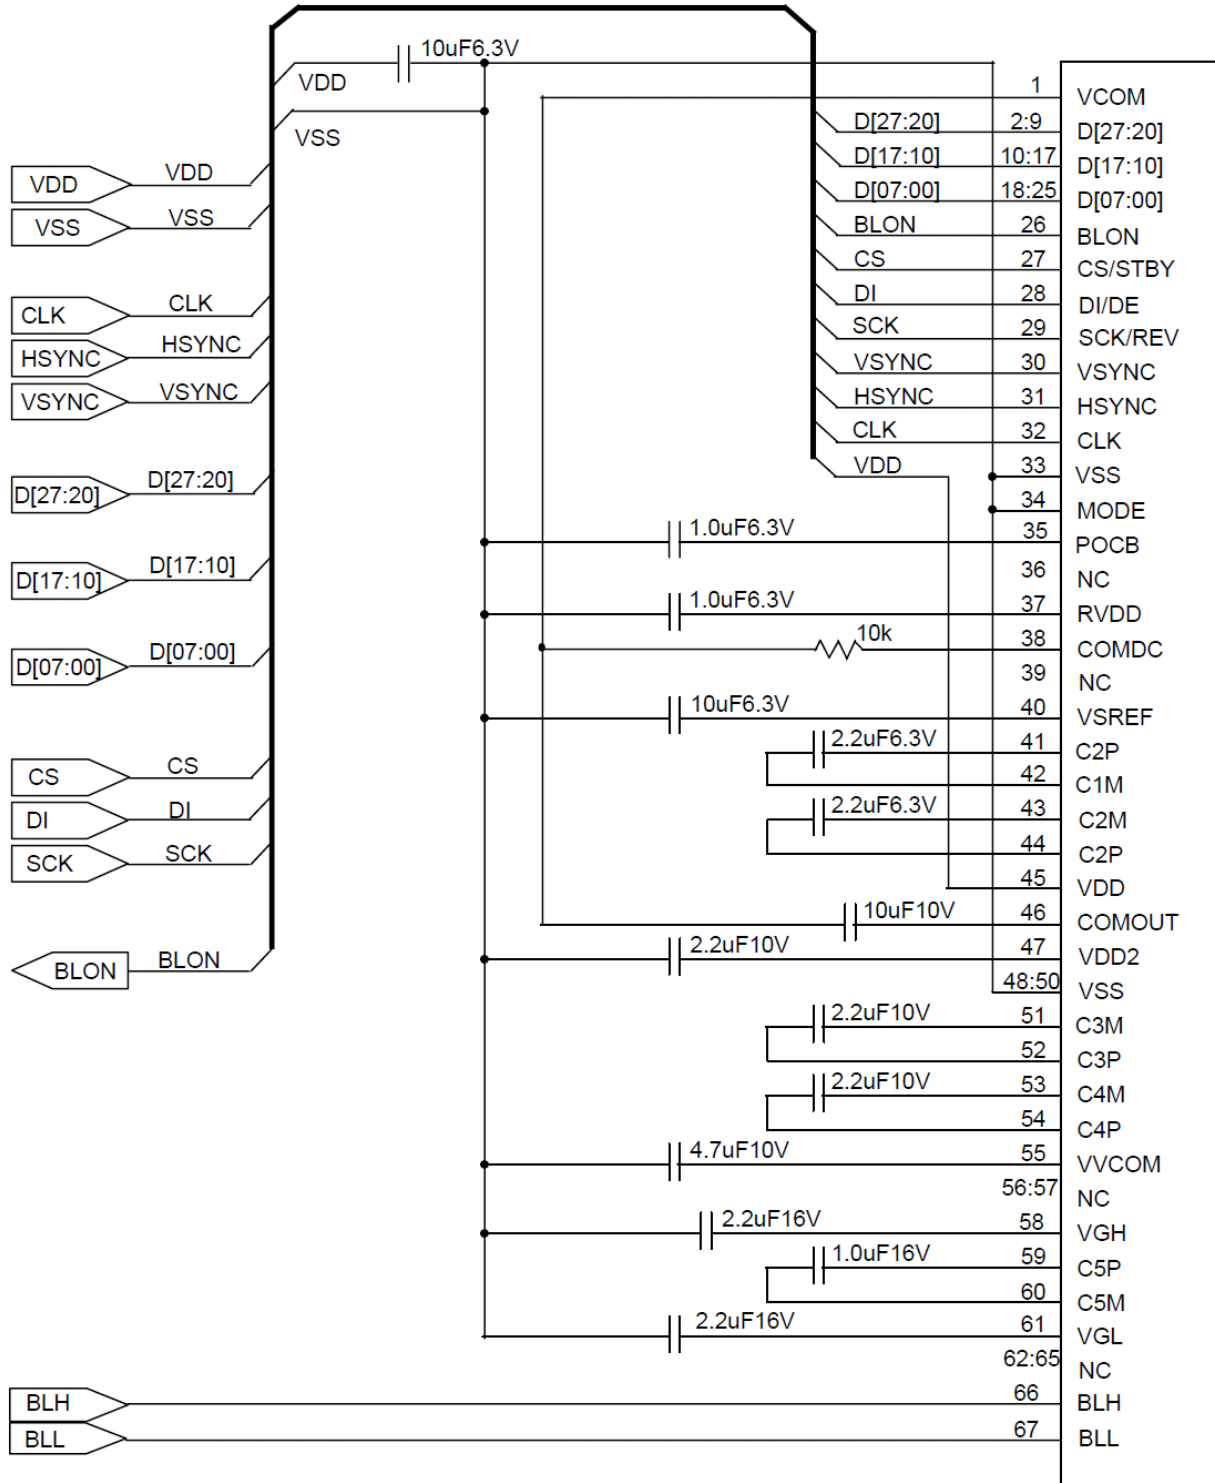 10uF6.3V
VDD
VSS
VDD VDD
VSS VSS
CLK CLK
HSYNC HSYNC
VSYNC VSYNC
D[27:20] D[27:20]
D[17:10] D[17:10]
D[07:00] D[07:00]
CS CS
DI DI
SCK SCK
BLON BLON
1 VCOM
D[27:20] 2:9 D[27:20]
D[17:10] 10:17 D[17:10]
D[07:00] 18:25 D[07:00]
BLON 26 BLON
CS 27 CS/STBY
DI 28 DI/DE
SCK 29 SCK/REV
VSYNC 30 VSYNC
HSYNC 31 HSYNC
CLK 32 CLK
VDD 33 VSS
34 MODE
1.0uF6.3V 35 POCB
36 NC
1.0uF6.3V 37 RVDD
10k 38 COMDC
39 NC
10uF6.3V 40 VSREF
2.2uF6.3V 41 C2P
42 C1M
2.2uF6.3V 43 C2M
44 C2P
45 VDD
10uF10V 46 COMOUT
2.2uF10V 47 VDD2
48:50 VSS
2.2uF10V 51 C3M
52 C3P
2.2uF10V 53 C4M
54 C4P
4.7uF10V 55 VVCOM
56:57 NC
2.2uF16V 58 VGH
1.0uF16V 59 C5P
60 C5M
2.2uF16V 61 VGL
62:65 NC
BLH 66 BLH
BLL 67 BLL